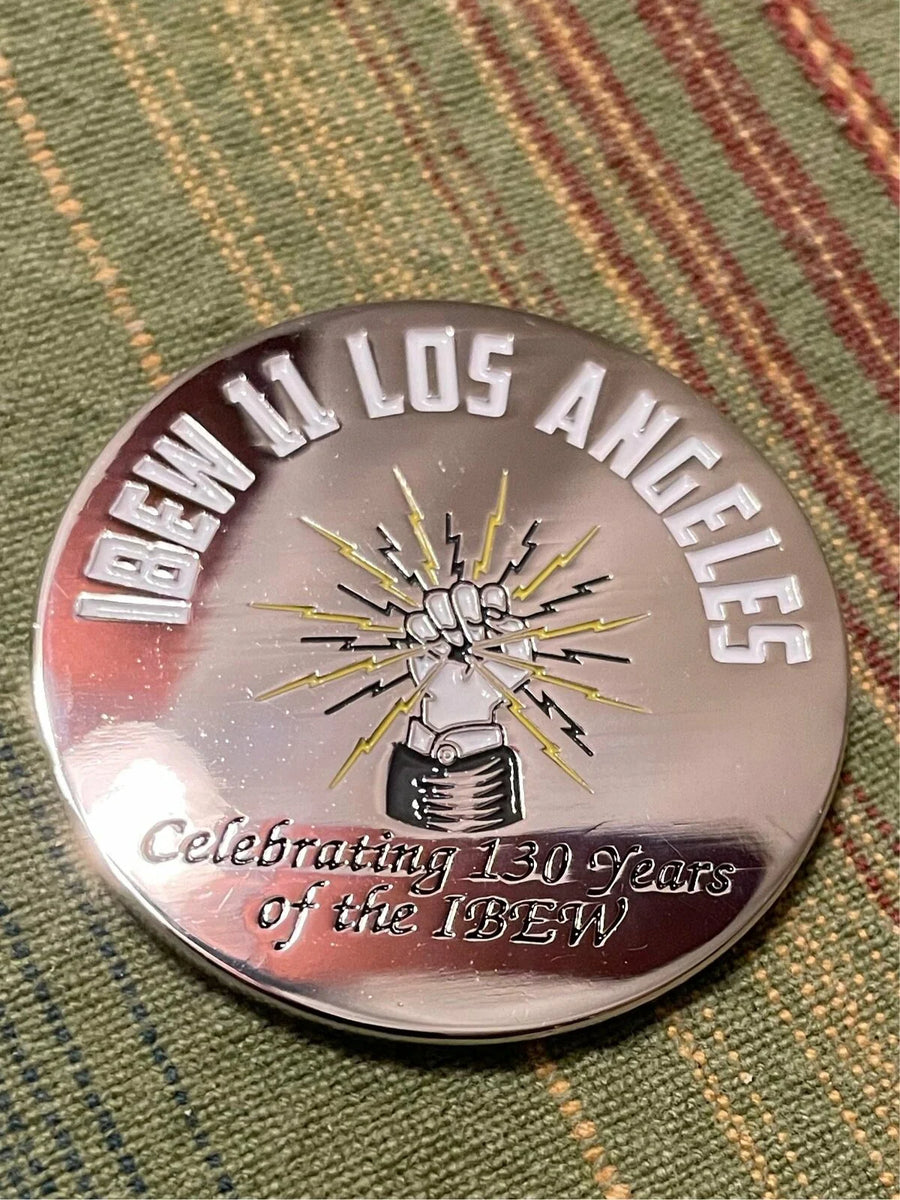 IBEW 11 LOS ANGELES
Celebrating 130 Years
of the IBEW